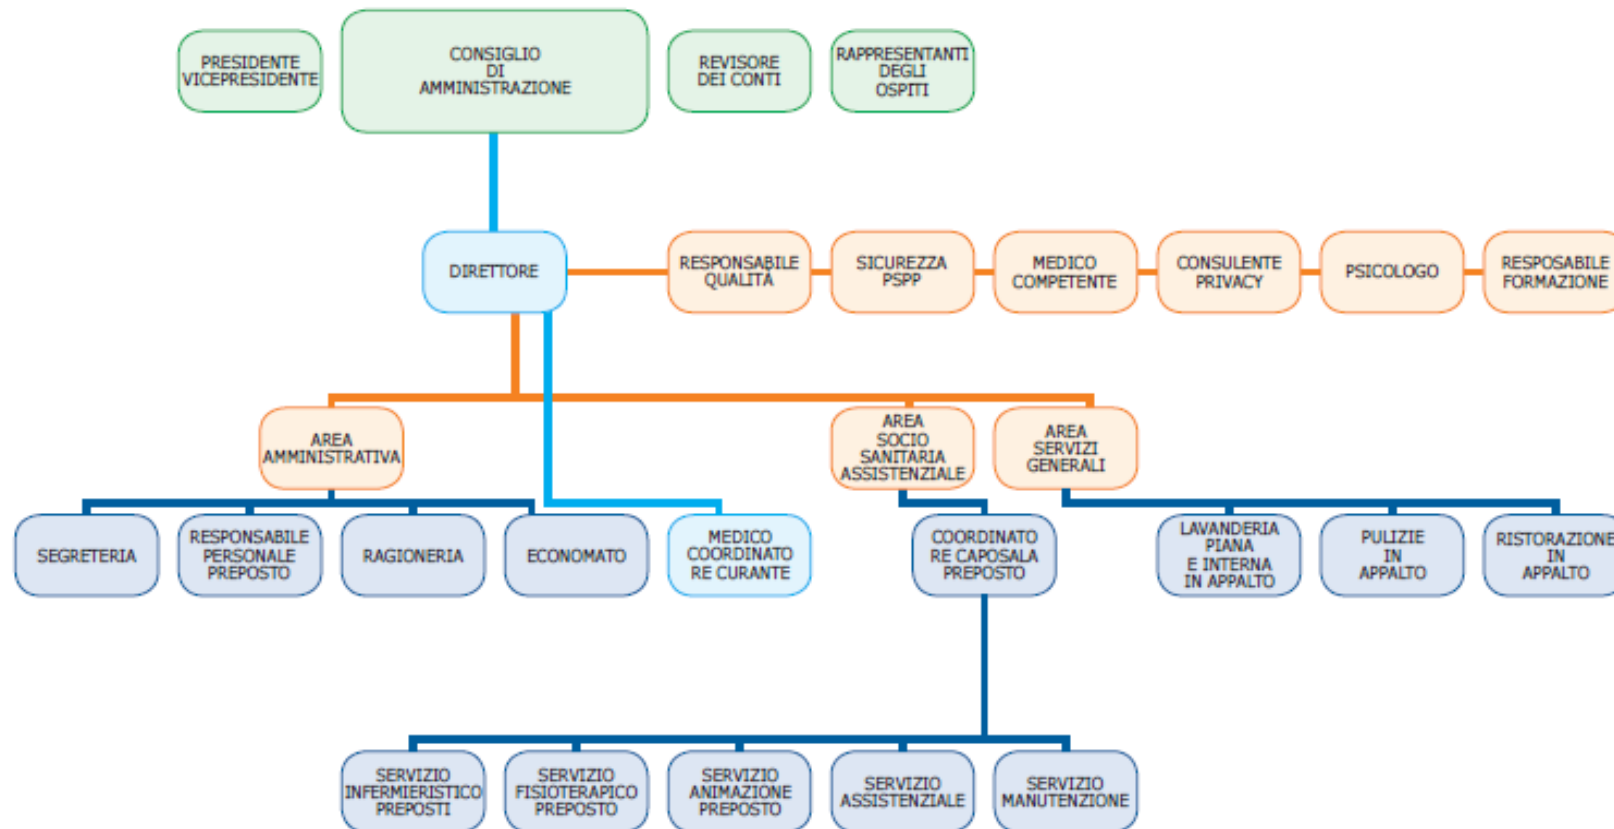 PRESIDENTE
VICEPRESIDENTE
CONSIGLIO
DI
AMMINISTRAZIONE
REVISORE
DEI CONTI
RAPPRESENTANTI
DEGLI
OSPITI
DIRETTORE
RESPONSABILE
QUALITÀ
SICUREZZA
PSPP
MEDICO
COMPETENTE
CONSULENTE
PRIVACY
PSICOLOGO
RESPOSABILE
FORMAZIONE
AREA
AMMINISTRATIVA
AREA
SOCIO
SANITARIA
ASSISTENZIALE
AREA
SERVIZI
GENERALI
SEGRETERIA
RESPONSABILE
PERSONALE
PREPOSTO
RAGIONERIA
ECONOMATO
MEDICO
COORDINATO
RE CURANTE
COORDINATO
RE CAPOSALA
PREPOSTO
LAVANDERIA
PIANA
E INTERNA
IN APPALTO
PULIZIE
IN
APPALTO
RISTORAZIONE
IN
APPALTO
SERVIZIO
INFERMIERISTICO
PREPOSTI
SERVIZIO
FISIOTERAPICO
PREPOSTO
SERVIZIO
ANIMAZIONE
PREPOSTO
SERVIZIO
ASSISTENZIALE
SERVIZIO
MANUTENZIONE